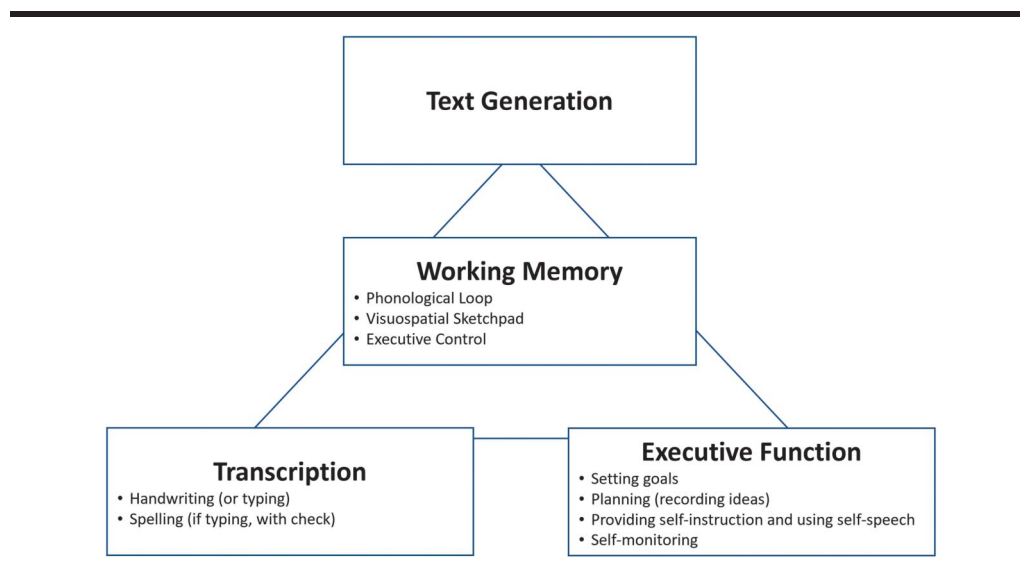 Text Generation
Working Memory
• Phonological Loop
• Visuospatial Sketchpad
• Executive Control
Transcription
• Handwriting (or typing)
• Spelling (if typing, with check)
Executive Function
• Setting goals
• Planning (recording ideas)
• Providing self-instruction and using self-speech
• Self-monitoring